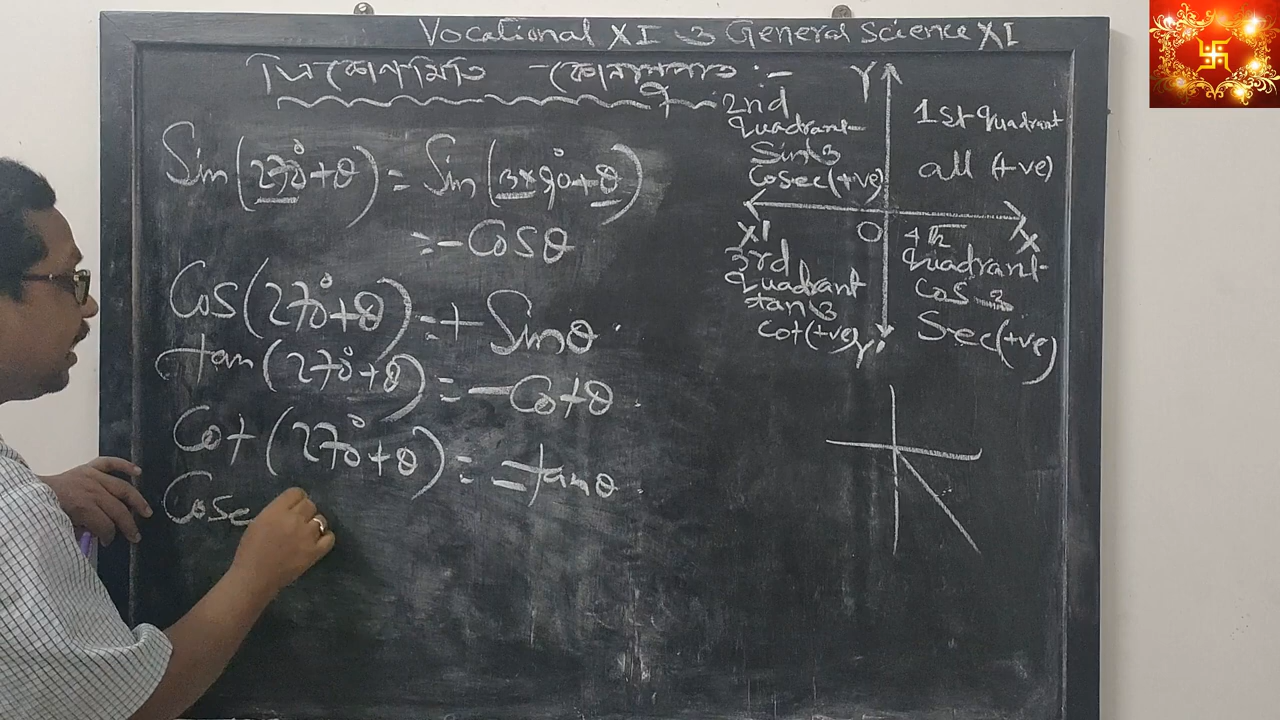 Vocational XI ও General Science XI
ত্রিকোণমিতি -কোণানুপাত :-
Sin(270°+θ) = Sin(3×90°+θ)
= -Cosθ
Cos(270°+θ) = + Sinθ.
tan(270°+θ) = -Cotθ.
Cot(270°+θ) = -tanθ.
Cosec
Y
2nd
Quadrant
Sin ও
Cosec(+ve)
1st Quadrant
all (+ve)
X'
O
X
3rd
Quadrant
tan ও
Cot(+ve)
Y'
4th
Quadrant
Cos ও
Sec(+ve)